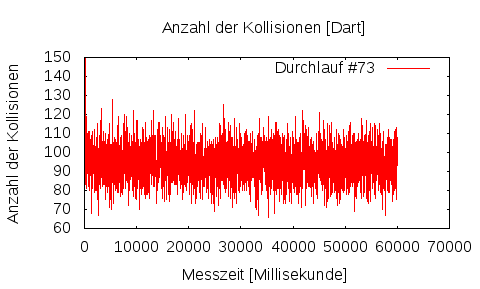 Anzahl der Kollisionen [Dart]
Durchlauf #73
Anzahl der Kollisionen
150
140
130
120
110
100
90
80
70
60
0 10000 20000 30000 40000 50000 60000 70000
Messzeit [Millisekunde]